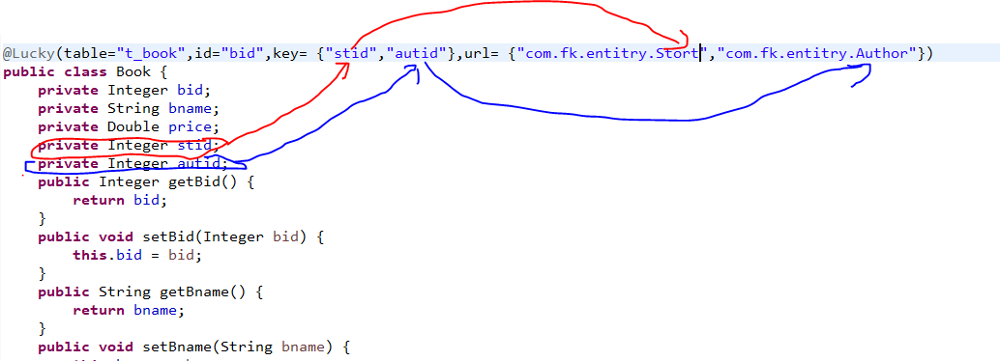 @Lucky(table="t_book",id="bid",key= {"stid","autid"},url= {"com.fk.entitry.Stort","com.fk.entitry.Author"})
public class Book {
    private Integer bid;
    private String bname;
    private Double price;
    private Integer stid;
    private Integer autid;
    public Integer getBid() {
        return bid;
    }
    public void setBid(Integer bid) {
        this.bid = bid;
    }
    public String getBname() {
        return bname;
    }
    public void setBname(String bname) {